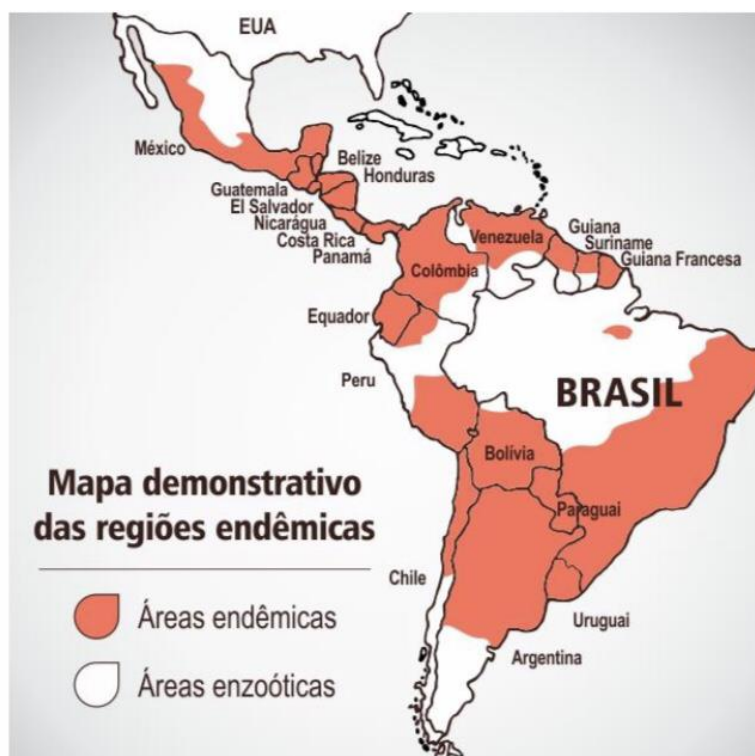 EUA
México
Belize
Honduras
Guatemala
El Salvador
Nicarágua
Costa Rica
Panamá
Venezuela
Guiana
Suriname
Guiana Francesa
Colômbia
Equador
Peru
BRASIL
Bolívia
Paraguai
Chile
Uruguai
Argentina
Mapa demonstrativo
das regiões endêmicas
Áreas endêmicas
Áreas enzoóticas